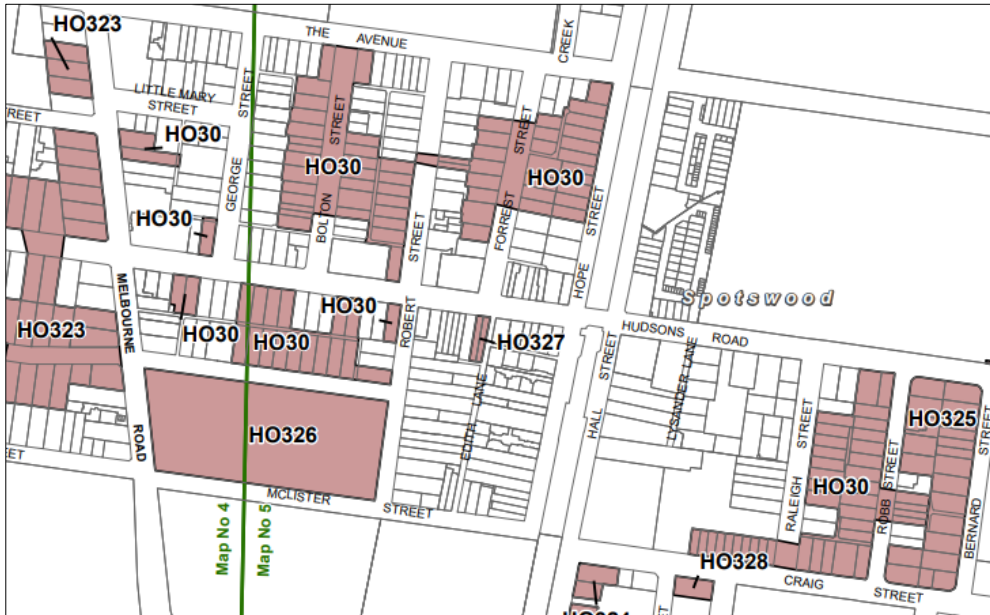 HO323
THE AVENUE
CREEK
LITTLE MARY
STREET
STREET
REET
HO30
GEORGE
STREET
HO30
BOLTON
STREET
HO30
FORREST
STREET
HO30
HO30
ROBERT
STREET
HOPE
STREET
Spotswood
MELBOURNE
ROAD
HO323
HO30
HO30
HO30
HO327
HUDSONS ROAD
EDITH LANE
HALL
STREET
LYSANDER LANE
HO326
HO325
RALEIGH
STREET
HO30
ROBB STREET
BERNARD
STREET
MCLISTER STREET
Map No 4
Map No 5
HO328
CRAIG STREET